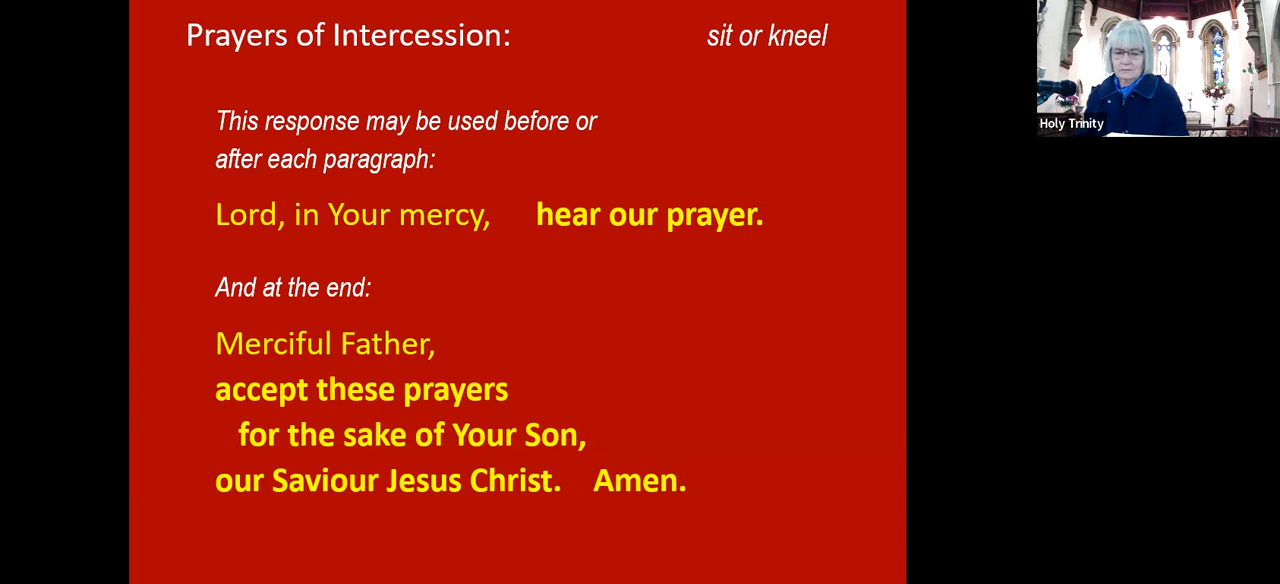 Prayers of Intercession: sit or kneel
This response may be used before or
after each paragraph:
Lord, in Your mercy, hear our prayer.
And at the end:
Merciful Father,
accept these prayers
for the sake of Your Son,
our Saviour Jesus Christ. Amen.
Holy Trinity